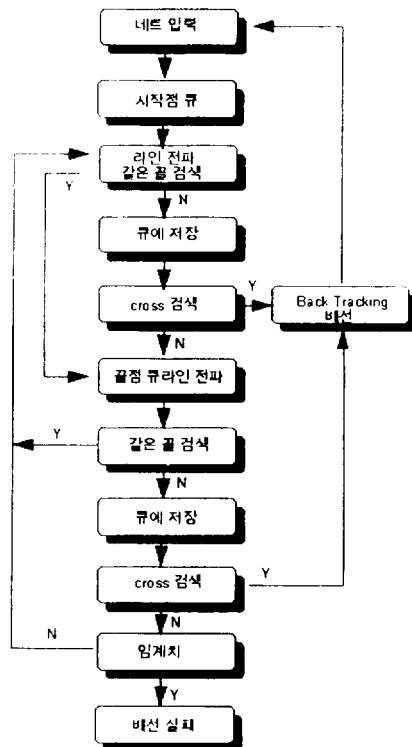 네트 입력
시작점 큐
라인 전파
같은 꼴 검색
Y
N
큐에 저장
cross 검색
Y
Back Tracking
배선
N
끝점 큐라인 전파
Y
같은 꼴 검색
N
큐에 저장
cross 검색
Y
N
N
임계치
Y
배선 실패